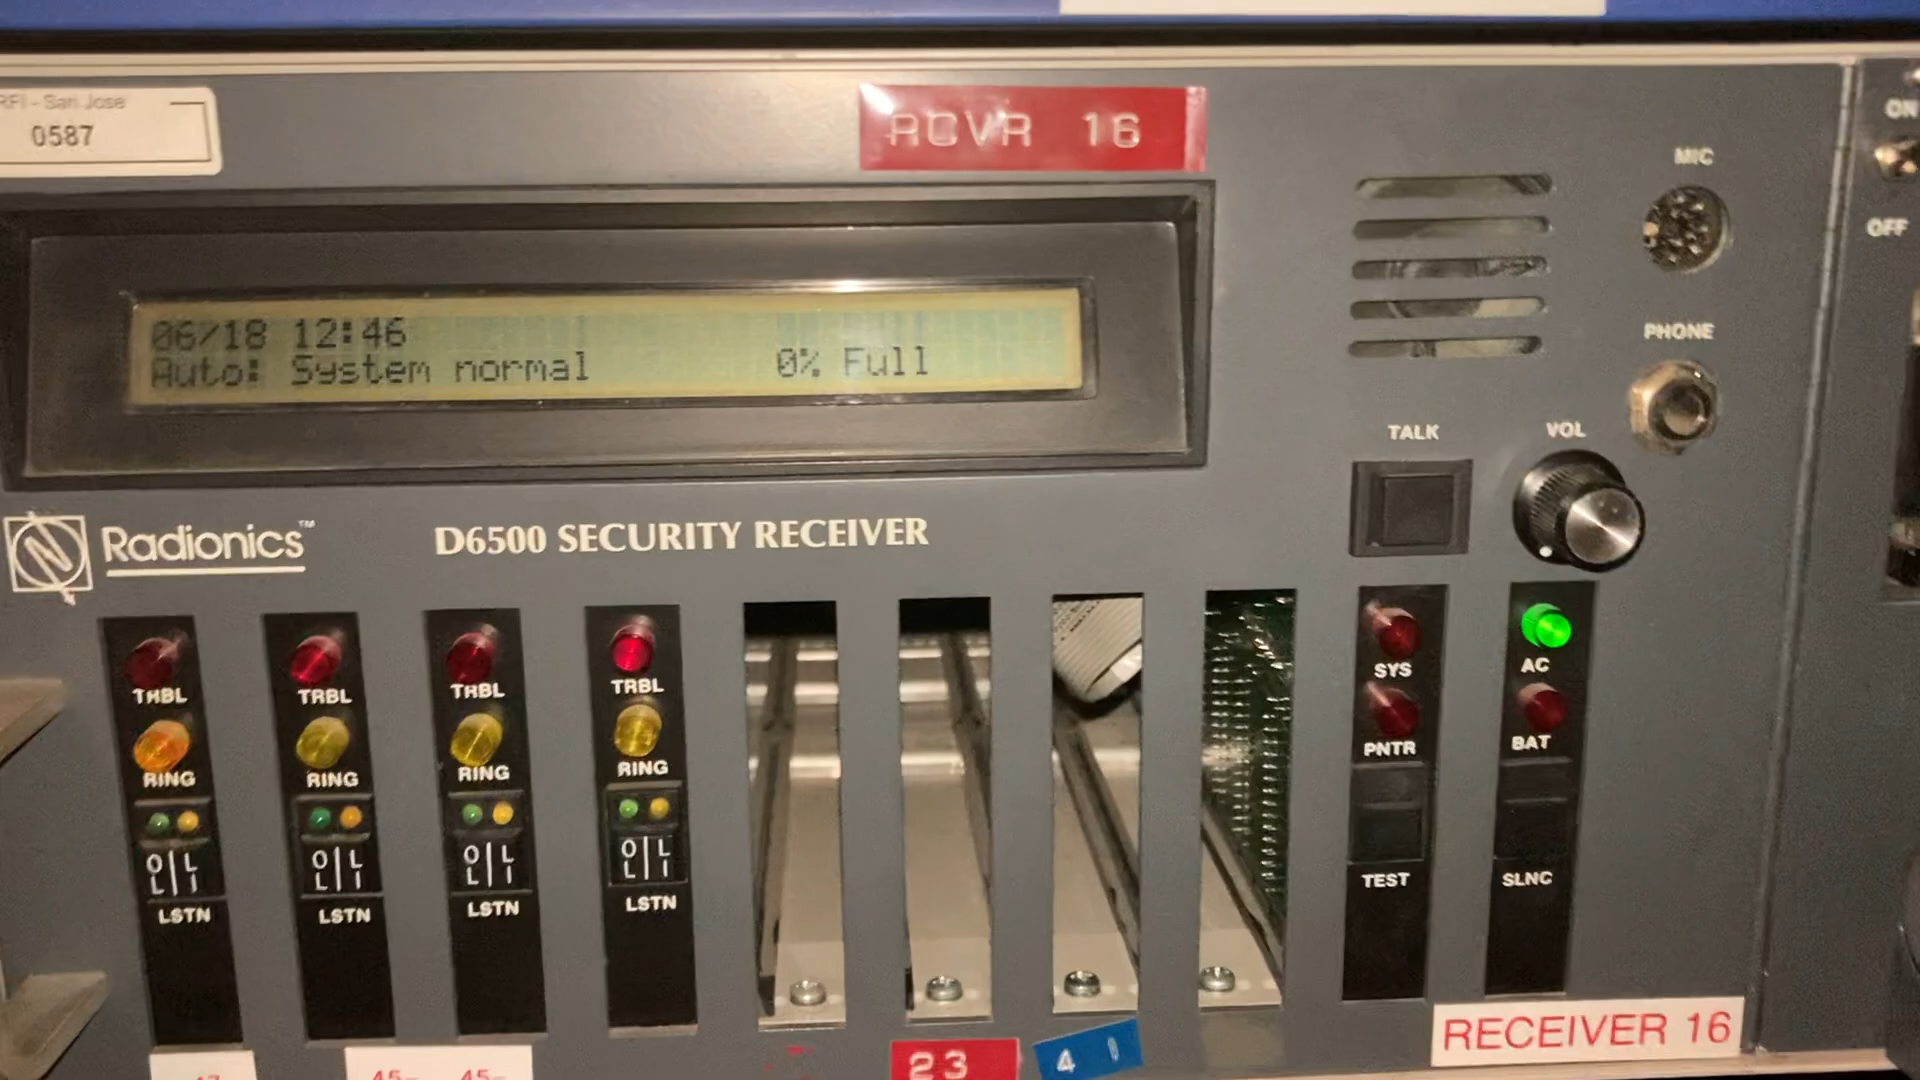 RFI - San Jose
0587
RCVR 16
ON
MIC
OFF
06/18 12:46
Auto: System normal 0% Full
PHONE
TALK
VOL
Radionics™
D6500 SECURITY RECEIVER
TRBL
TRBL
TRBL
TRBL
SYS
AC
RING
RING
RING
RING
PNTR
BAT
O L
L I
O L
L I
O L
L I
O L
L I
TEST
SLNC
LSTN
LSTN
LSTN
LSTN
RECEIVER 16
23
4
45-
45-